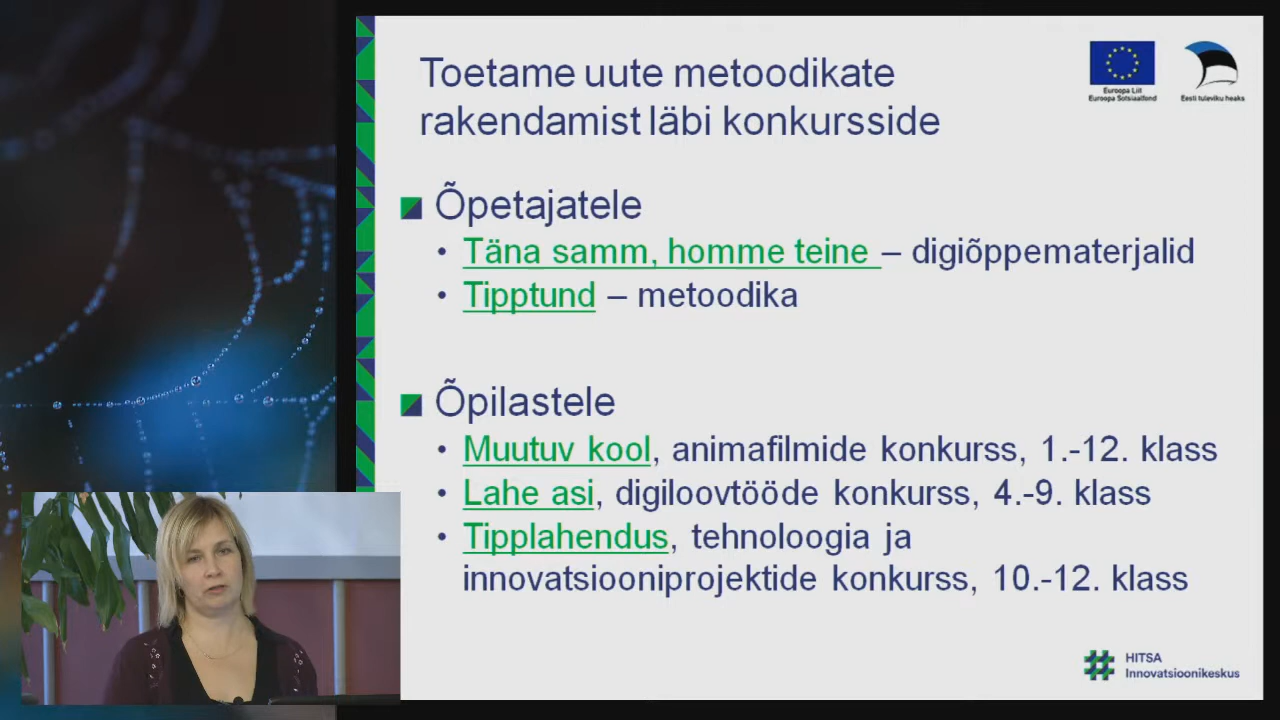 Toetame uute metoodikate
rakendamist läbi konkursside
Euroopa Liit
Euroopa Sotsiaalfond
Eesti tuleviku heaks
Õpetajatele
• Täna samm, homme teine – digiõppematerjalid
• Tipptund – metoodika
Õpilastele
• Muutuv kool, animafilmide konkurss, 1.-12. klass
• Lahe asi, digiloovtööde konkurss, 4.-9. klass
• Tipplahendus, tehnoloogia ja
innovatsiooniprojektide konkurss, 10.-12. klass
HITSA
Innovatsioonikeskus